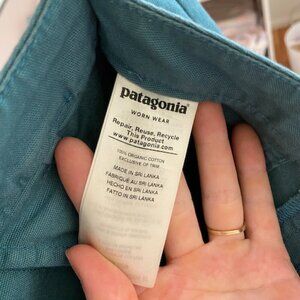 patagonia®
WORN WEAR
Repair, Reuse, Recycle
This Product
www.patagonia.com
100% ORGANIC COTTON
EXCLUSIVE OF TRIM
MADE IN SRI LANKA
FABRIQUÉ AU SRI LANKA
HECHO EN SRI LANKA
FATTO IN SRI LANKA